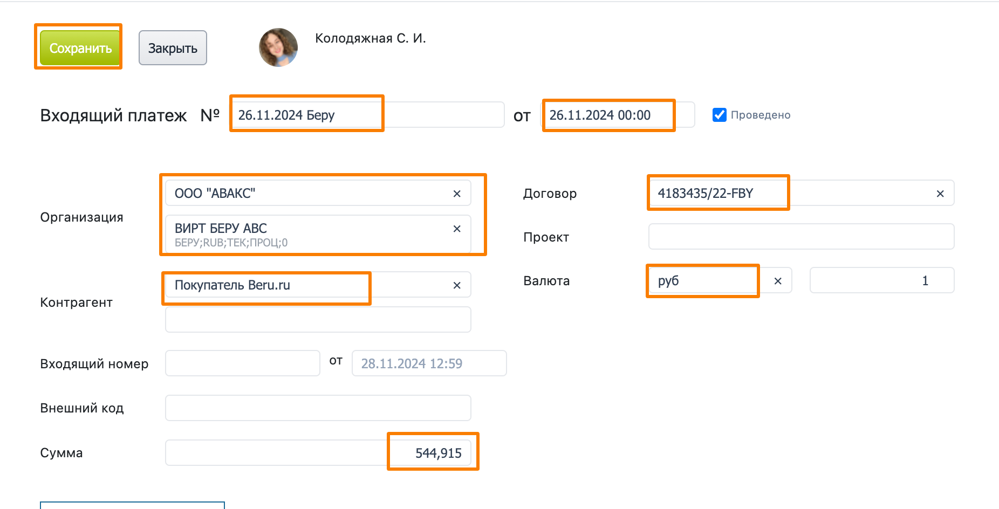 Сохранить
Закрыть
Колодяжная С. И.
Входящий платеж № 26.11.2024 Беру от 26.11.2024 00:00 Проведено
Организация
ООО "АВАКС" ×
ВИРТ БЕРУ АВС ×
БЕРУ;RUB;ТЕК;ПРОЦ;0
Контрагент
Покупатель Beru.ru ×
Входящий номер от 28.11.2024 12:59
Внешний код
Сумма 544,915
Договор 4183435/22-FBY ×
Проект
Валюта руб × 1